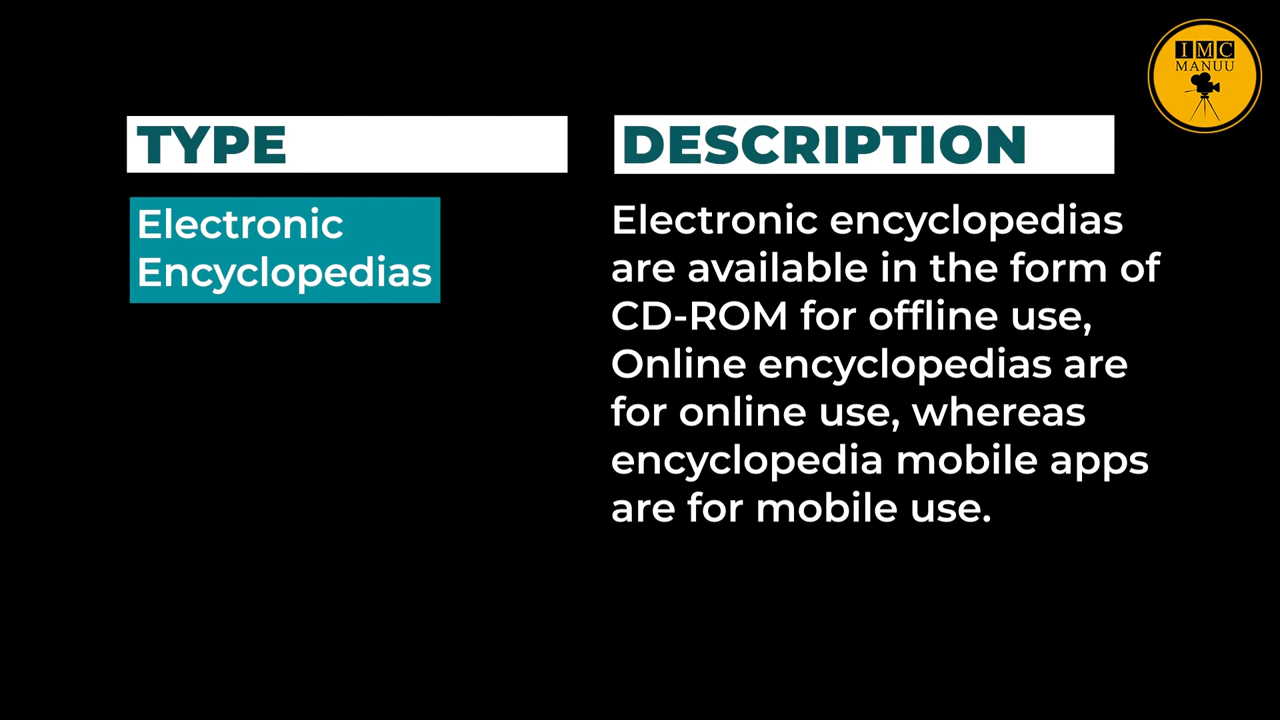 IMC
MANUU
TYPE
DESCRIPTION
Electronic
Encyclopedias
Electronic encyclopedias
are available in the form of
CD-ROM for offline use,
Online encyclopedias are
for online use, whereas
encyclopedia mobile apps
are for mobile use.